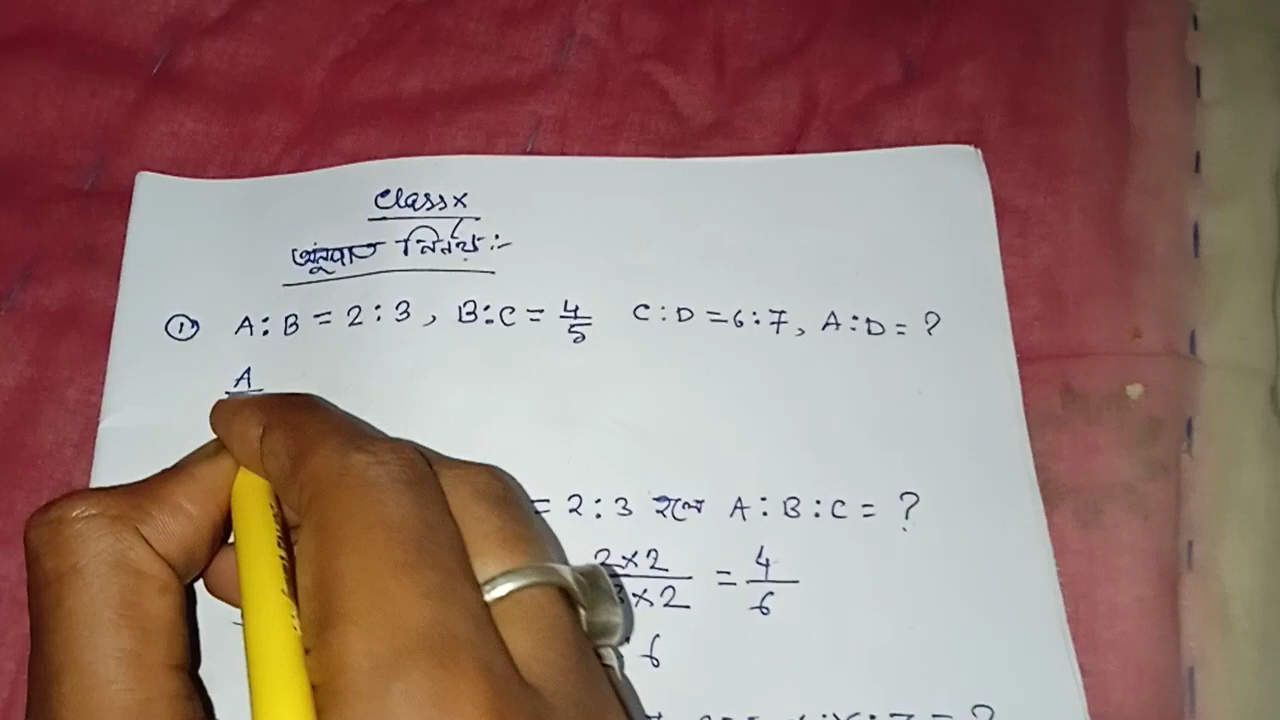 Class x
অনুপাত নির্ণয় :-
① A : B = 2 : 3 , B : C = 4/5 C : D = 6 : 7 , A : D = ?
A
= 2 : 3 হলে A : B : C = ?
2 × 2 / 3 × 2 = 4/6
6